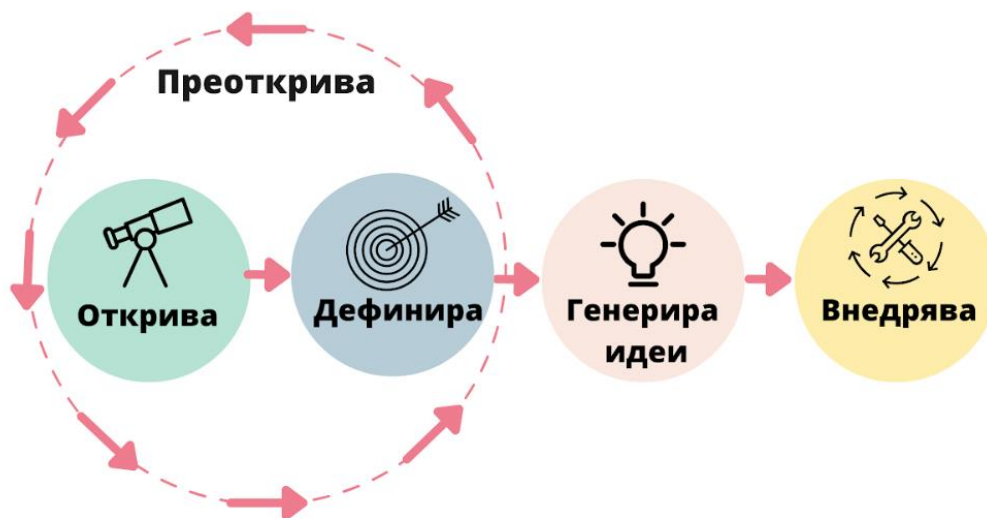 Преоткрива
Открива
Дефинира
Генерира
идеи
Внедрява